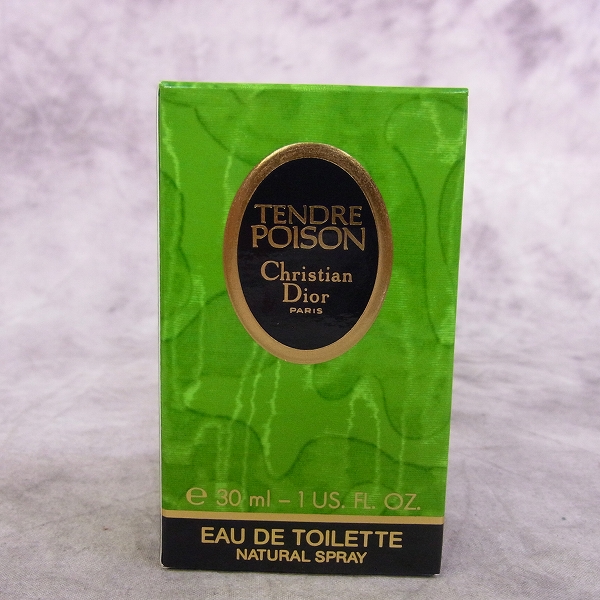 TENDRE
POISON
Christian
Dior
PARIS
℮ 30 ml – 1 US. FL. OZ.
EAU DE TOILETTE
NATURAL SPRAY